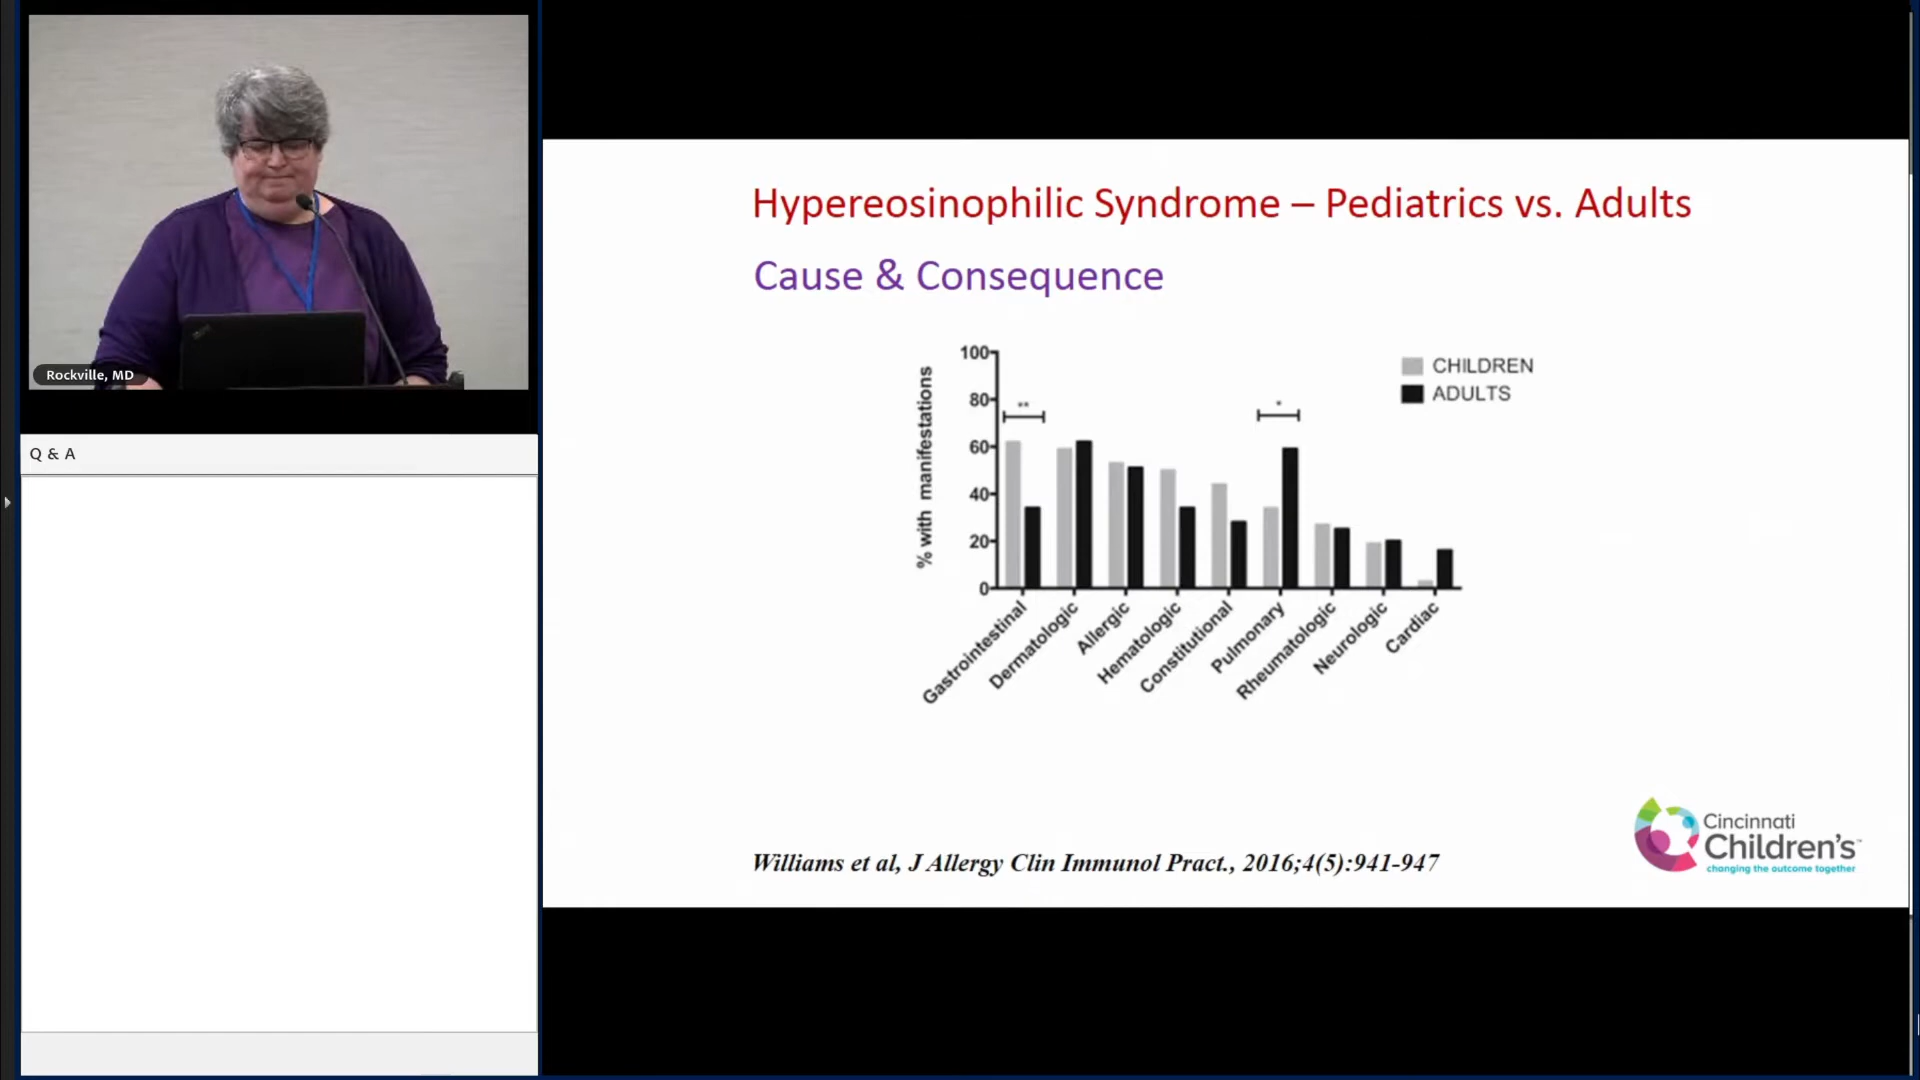 Rockville, MD
Q & A
Hypereosinophilic Syndrome – Pediatrics vs. Adults
Cause & Consequence
% with manifestations
100
80
60
40
20
0
**
*
CHILDREN
ADULTS
Gastrointestinal
Dermatologic
Allergic
Hematologic
Constitutional
Pulmonary
Rheumatologic
Neurologic
Cardiac
Williams et al, J Allergy Clin Immunol Pract., 2016;4(5):941-947
Cincinnati
Children's™
changing the outcome together